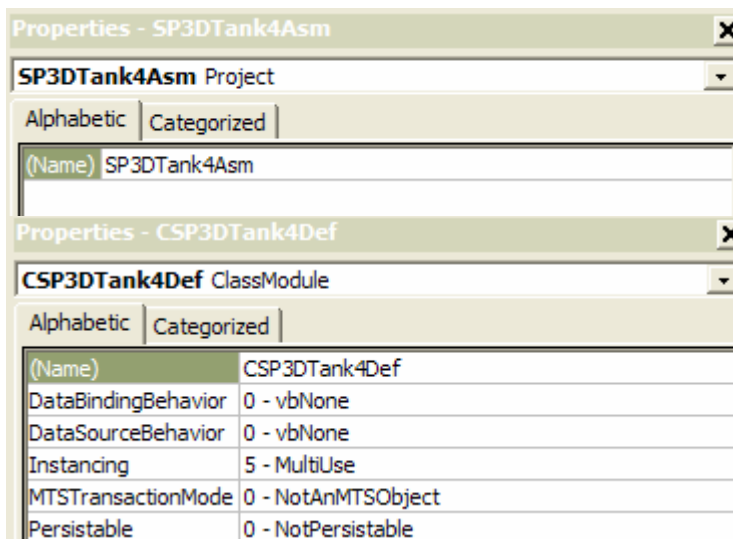 Properties - SP3DTank4Asm
SP3DTank4Asm Project
Alphabetic Categorized
(Name) SP3DTank4Asm
Properties - CSP3DTank4Def
CSP3DTank4Def ClassModule
Alphabetic Categorized
(Name) CSP3DTank4Def
DataBindingBehavior 0 - vbNone
DataSourceBehavior 0 - vbNone
Instancing 5 - MultiUse
MTSTransactionMode 0 - NotAnMTSObject
Persistable 0 - NotPersistable